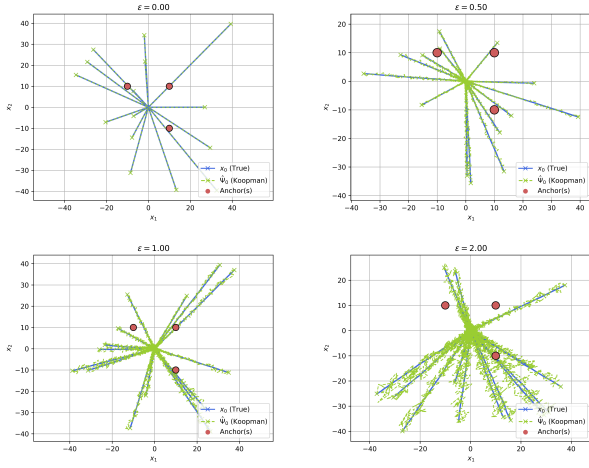 ε = 0.00
40
30
20
10
0
−10
−20
−30
−40
x₂
−40
−20
0
20
40
x₁
x₀ (True)
Ψ̂₀ (Koopman)
Anchor(s)
ε = 0.50
20
10
0
−10
−20
−30
−40
x₂
−40
−30
−20
−10
0
10
20
30
40
x₁
x₀ (True)
Ψ̂₀ (Koopman)
Anchor(s)
ε = 1.00
40
30
20
10
0
−10
−20
−30
−40
x₂
−40
−20
0
20
40
x₁
x₀ (True)
Ψ̂₀ (Koopman)
Anchor(s)
ε = 2.00
20
10
0
−10
−20
−30
−40
x₂
−40
−20
0
20
40
x₁
x₀ (True)
Ψ̂₀ (Koopman)
Anchor(s)